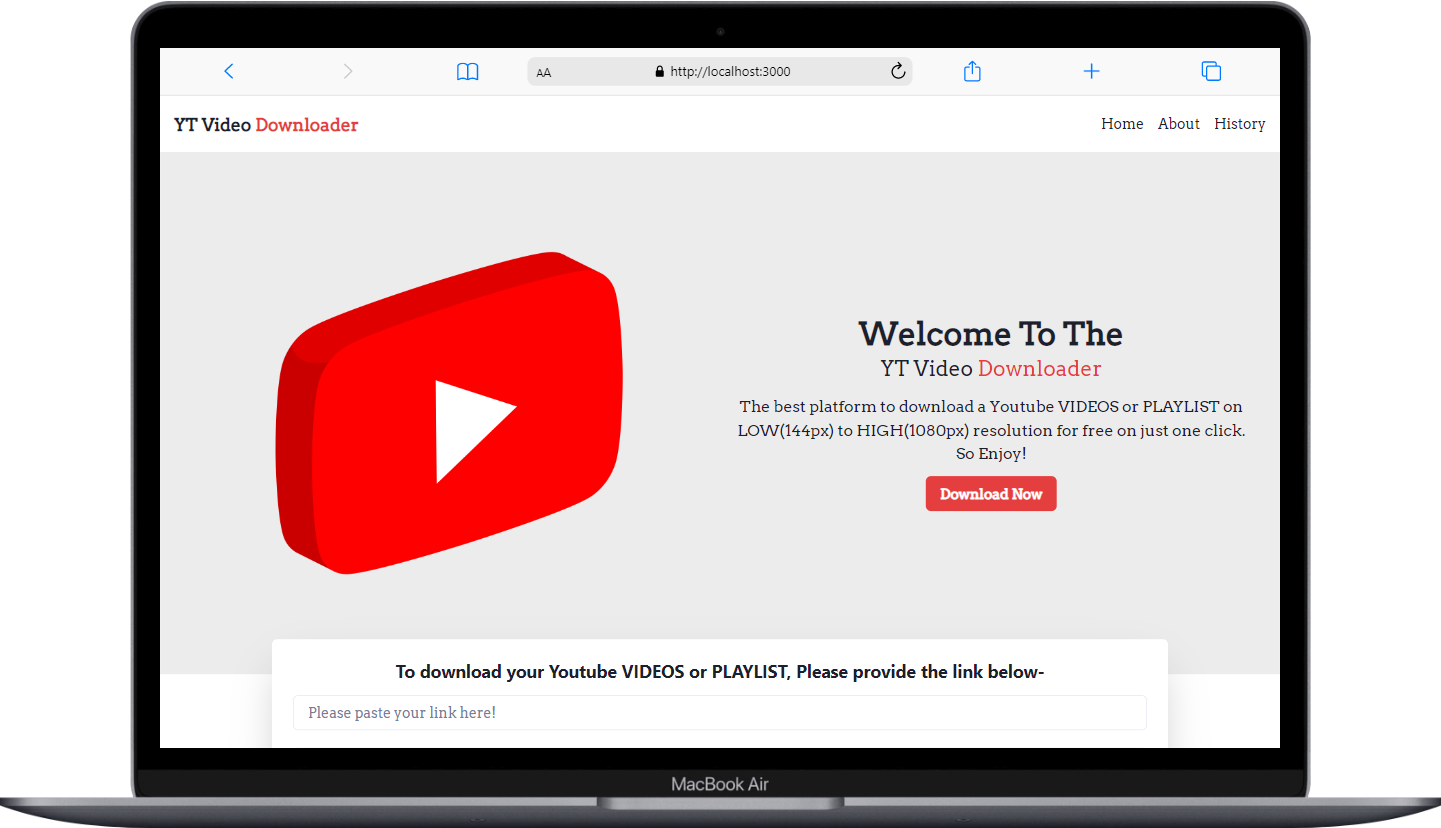 AA
http://localhost:3000
YT Video Downloader
Home About History
Welcome To The
YT Video Downloader
The best platform to download a Youtube VIDEOS or PLAYLIST on
LOW(144px) to HIGH(1080px) resolution for free on just one click.
So Enjoy!
Download Now
To download your Youtube VIDEOS or PLAYLIST, Please provide the link below-
Please paste your link here!
MacBook Air